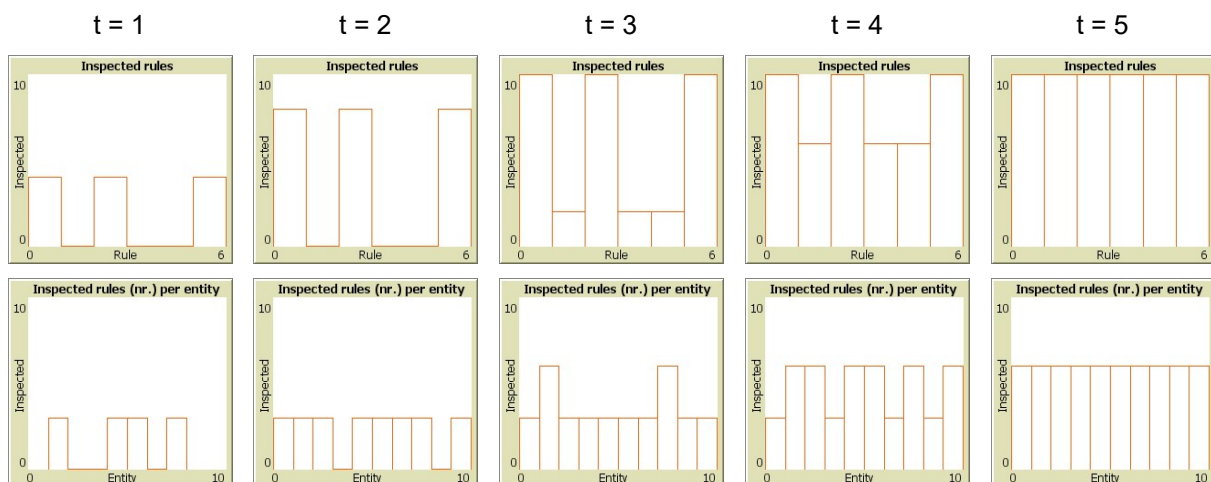 t = 1 t = 2 t = 3 t = 4 t = 5
Inspected rules Inspected rules Inspected rules Inspected rules Inspected rules
10 10 10 10 10
Inspected Inspected Inspected Inspected Inspected
0 0 0 0 0
0 Rule 6 0 Rule 6 0 Rule 6 0 Rule 6 0 Rule 6
Inspected rules (nr.) per entity Inspected rules (nr.) per entity Inspected rules (nr.) per entity Inspected rules (nr.) per entity Inspected rules (nr.) per entity
10 10 10 10 10
Inspected Inspected Inspected Inspected Inspected
0 0 0 0 0
0 Entity 10 0 Entity 10 0 Entity 10 0 Entity 10 0 Entity 10